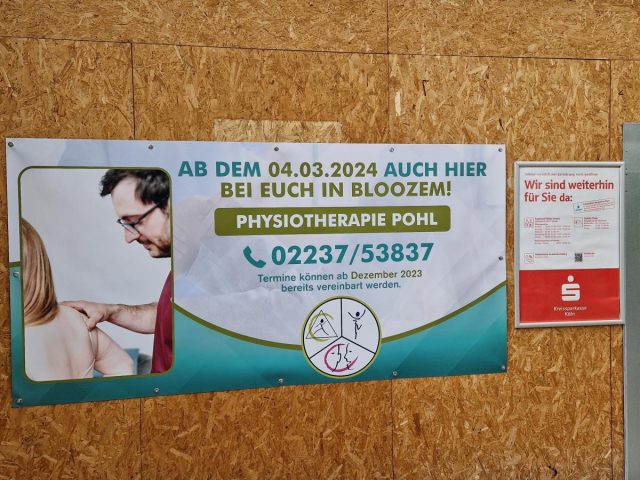 AB DEM 04.03.2024 AUCH HIER
BEI EUCH IN BLOOZEM!
PHYSIOTHERAPIE POHL
02237/53837
Termine können ab Dezember 2023
bereits vereinbart werden.
Wir sind weiterhin
für Sie da:
Kreissparkasse
Köln